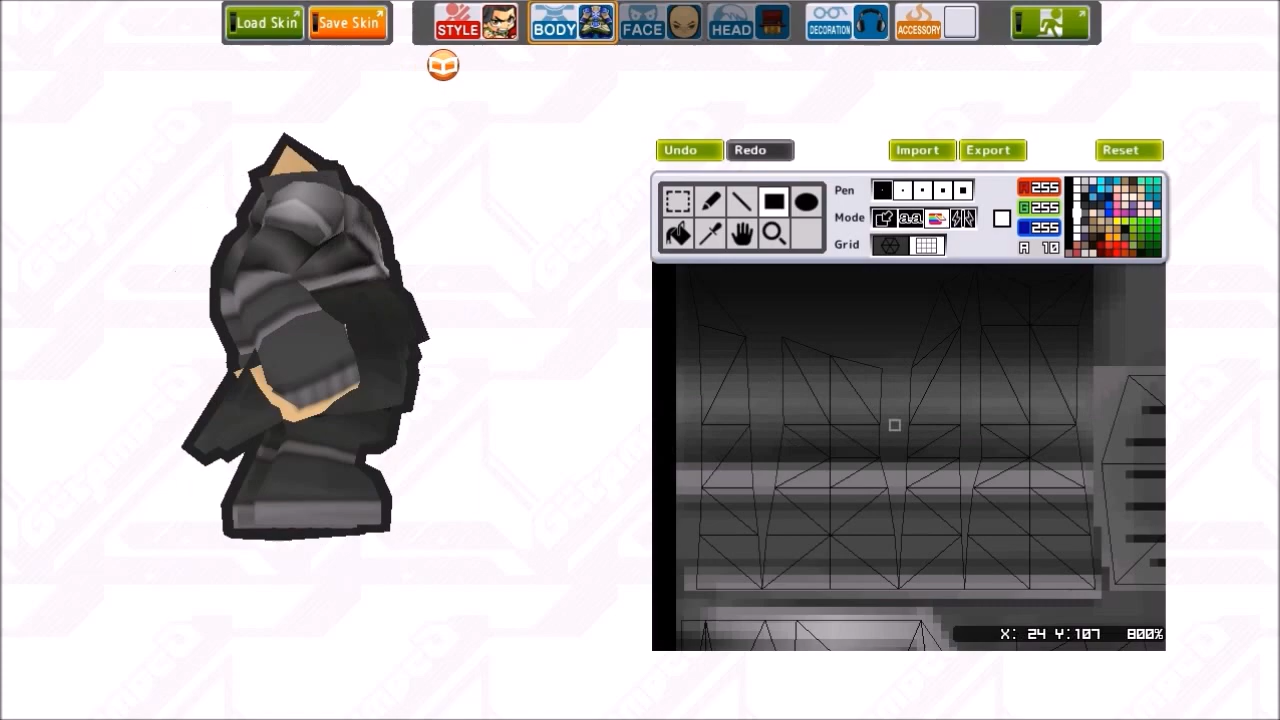 Load Skin
Save Skin
STYLE
BODY
FACE
HEAD
DECORATION
ACCESSORY
Undo
Redo
Import
Export
Reset
Pen
Mode
Grid
aa
R 255
G 255
255
A 10
X: 24 Y:107 800%